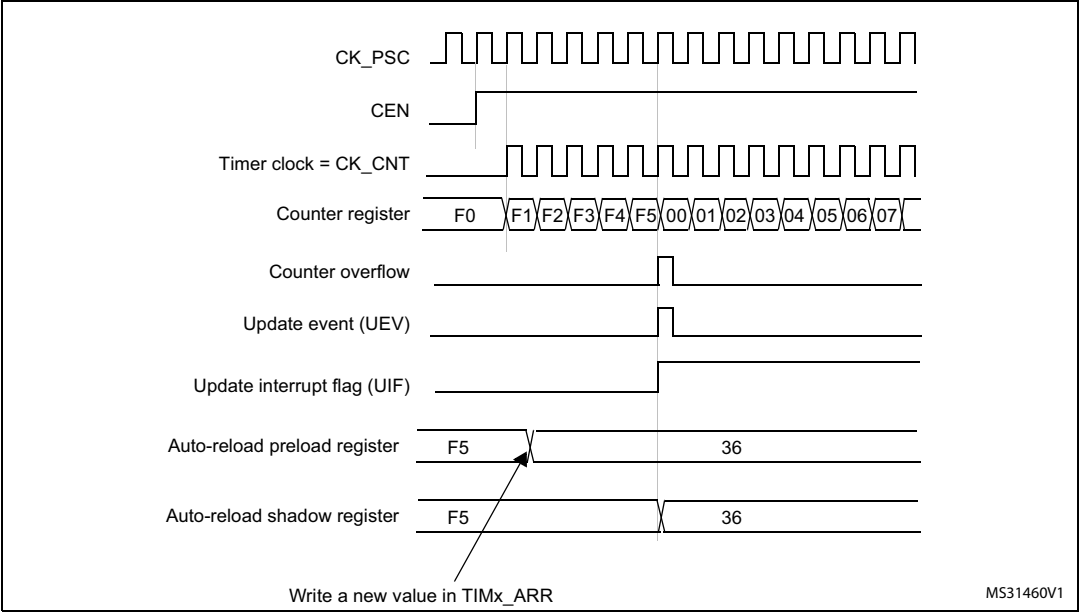 CK_PSC
CEN
Timer clock = CK_CNT
Counter register F0 F1 F2 F3 F4 F5 00 01 02 03 04 05 06 07
Counter overflow
Update event (UEV)
Update interrupt flag (UIF)
Auto-reload preload register F5 36
Auto-reload shadow register F5 36
Write a new value in TIMx_ARR
MS31460V1